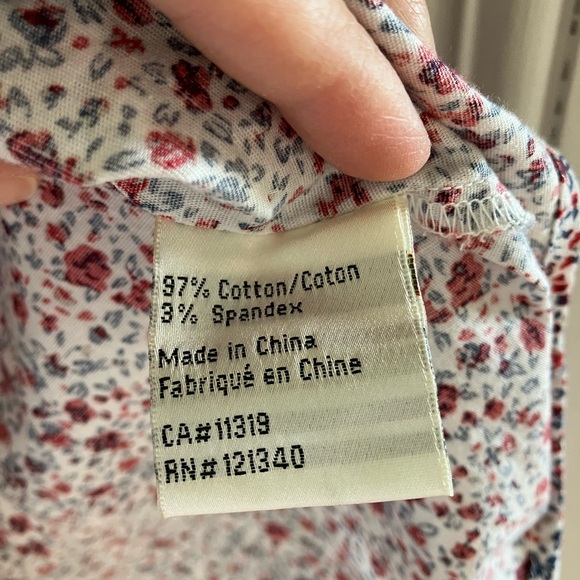 97% Cotton/Coton
3% Spandex
Made in China
Fabriqué en Chine
CA#11319
RN#121340